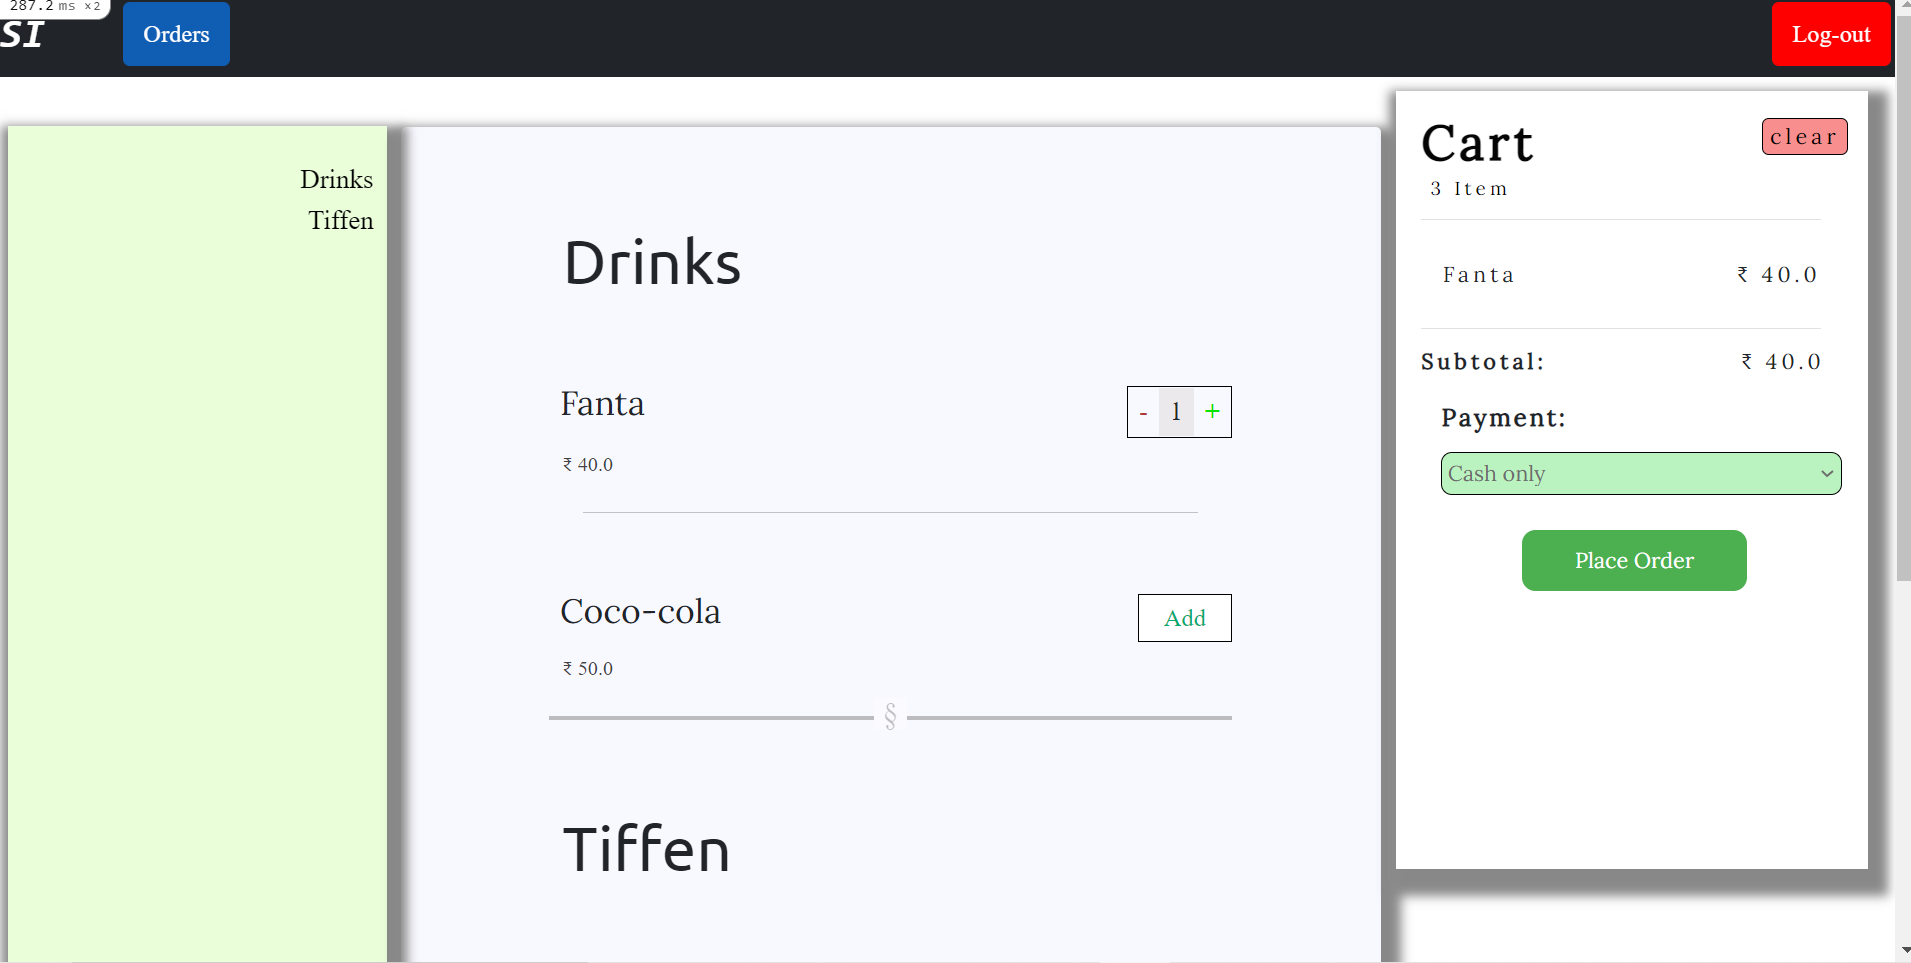 287.2 ms ×2
SI
Orders
Log-out
Drinks
Tiffen
Drinks
Fanta
- 1 +
₹ 40.0
Coco-cola
Add
₹ 50.0
§
Tiffen
Cart
clear
3 Item
Fanta ₹ 40.0
Subtotal: ₹ 40.0
Payment:
Cash only
Place Order